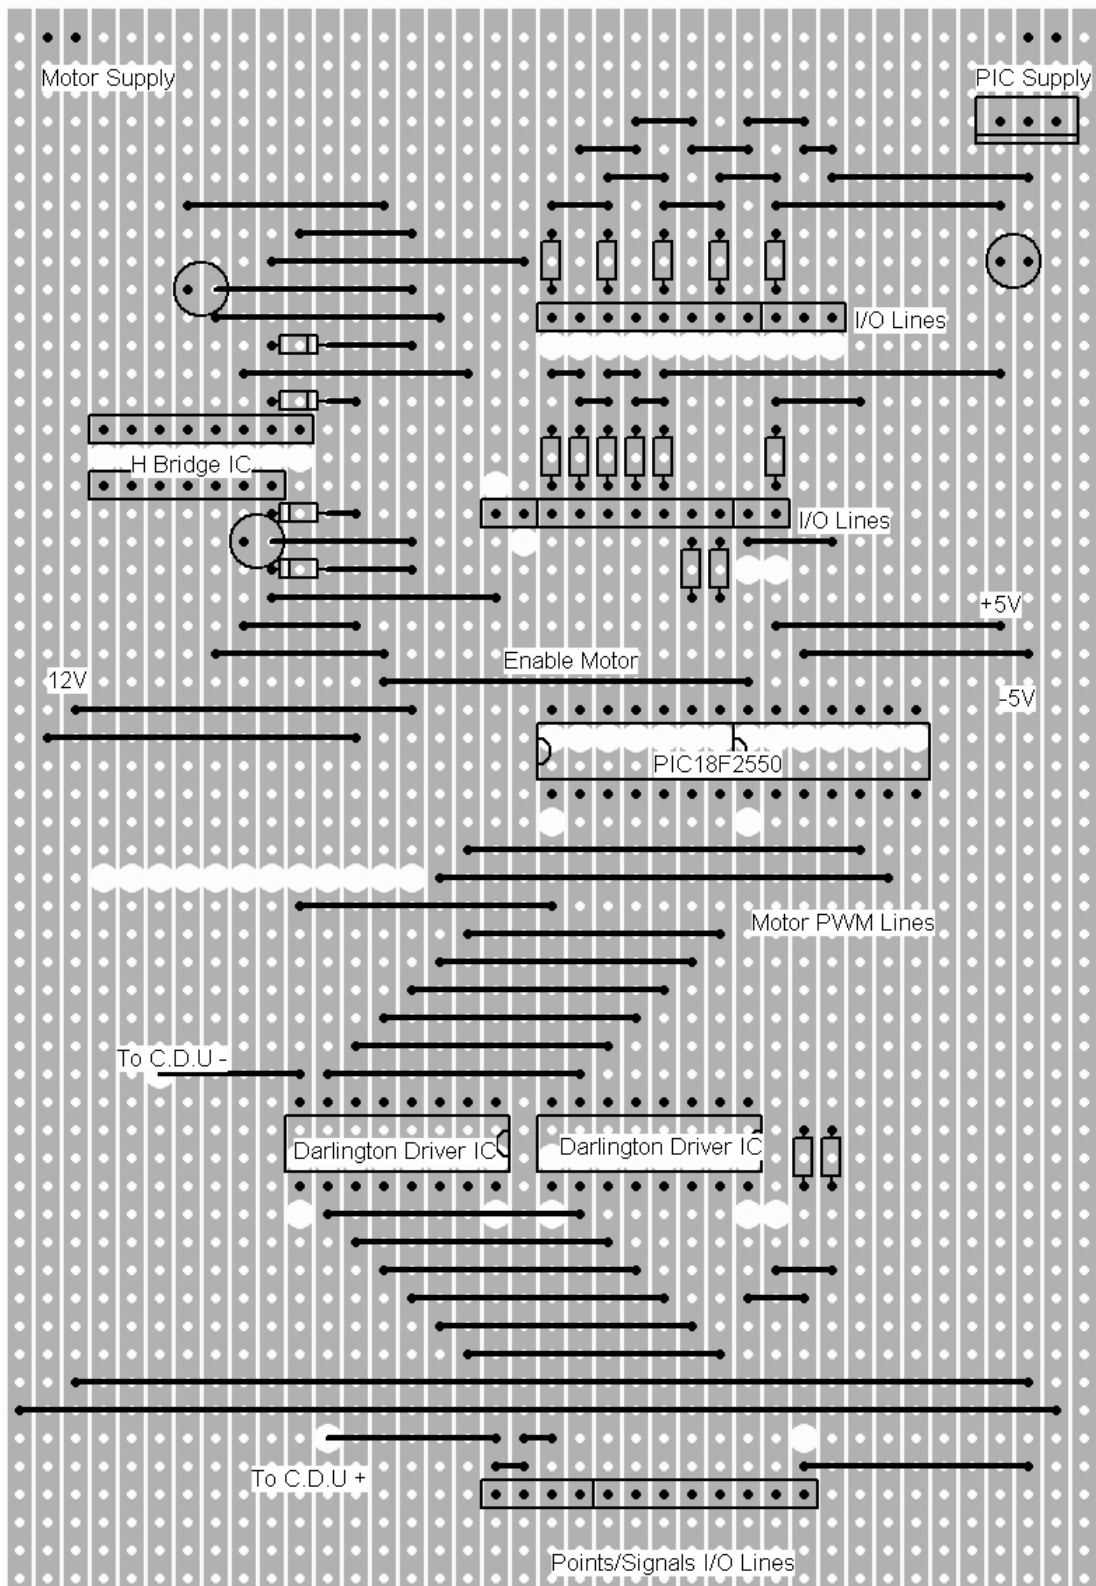 Motor Supply
PIC Supply
I/O Lines
H Bridge IC
I/O Lines
+5V
Enable Motor
12V
-5V
PIC18F2550
Motor PWM Lines
To C.D.U -
Darlington Driver IC
Darlington Driver IC
To C.D.U +
Points/Signals I/O Lines